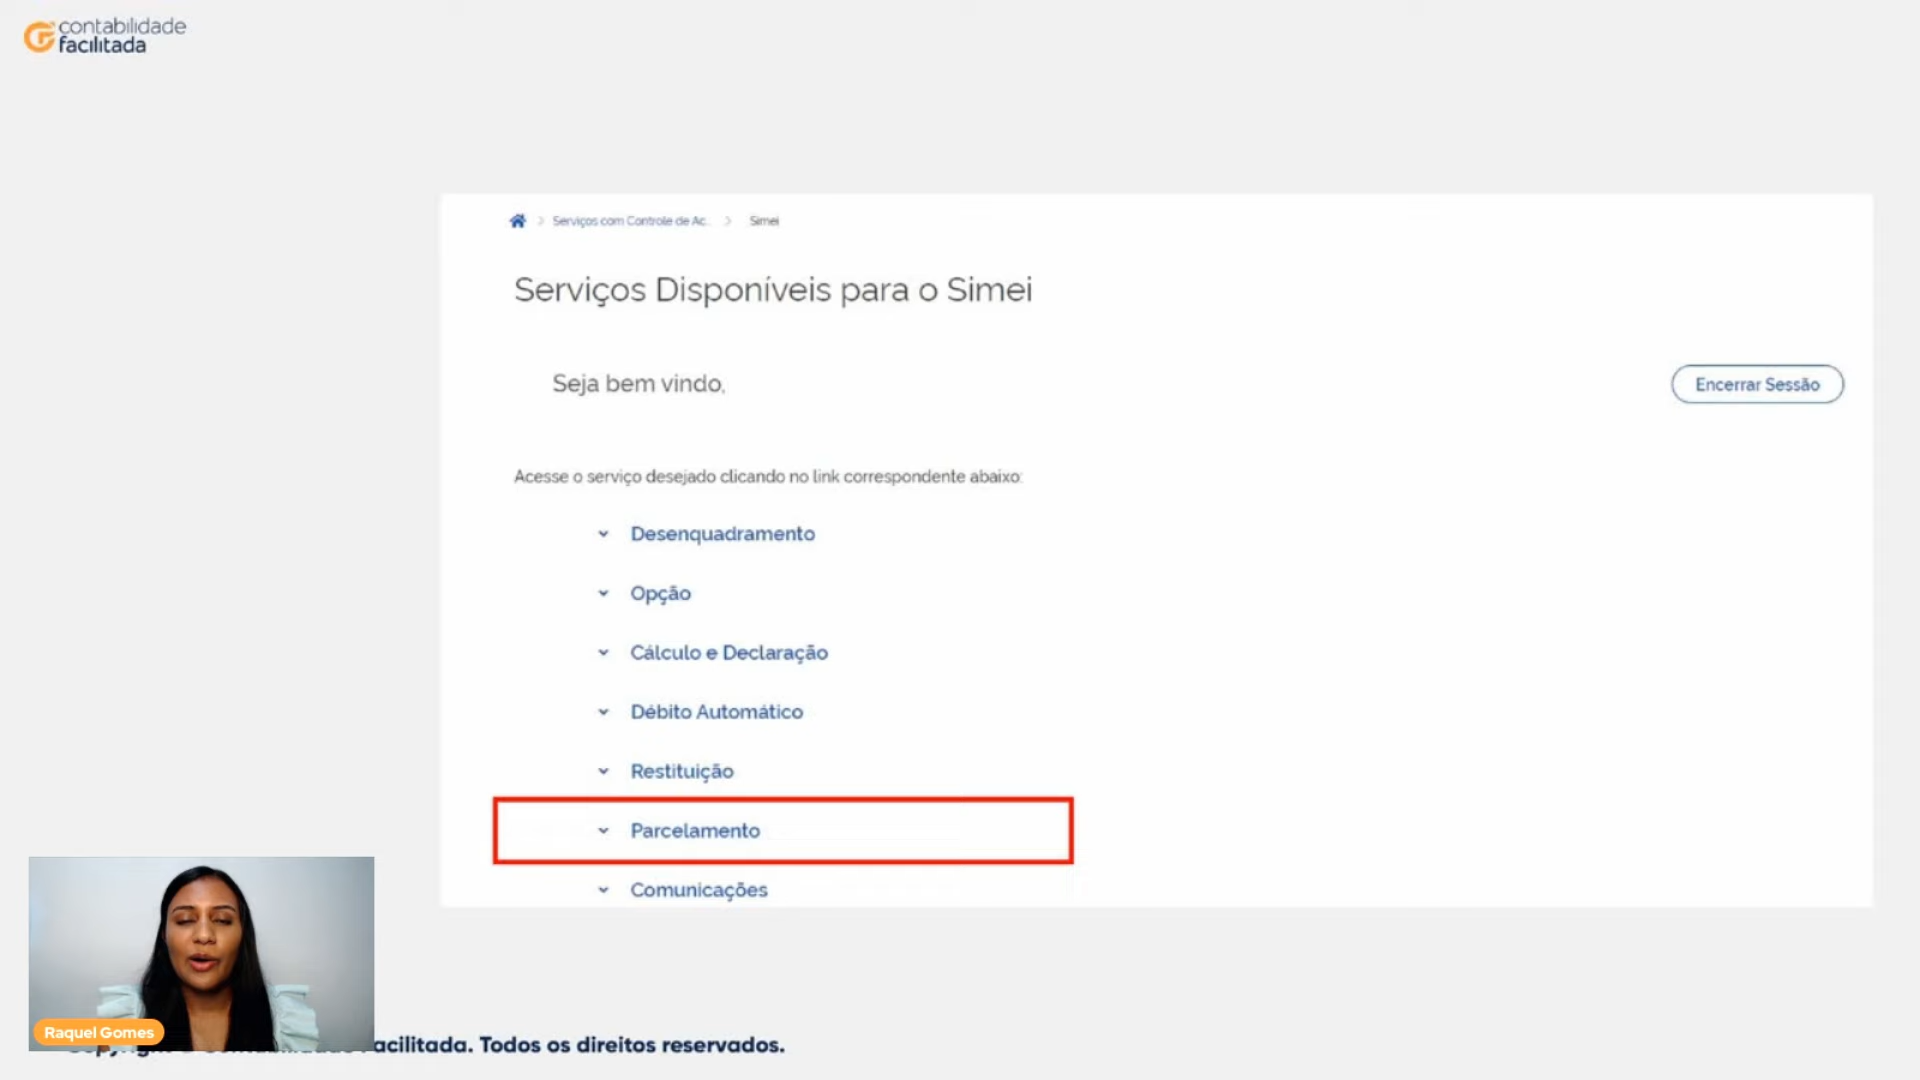 contabilidade
facilitada
Serviços com Controle de Ac...
Simei
Serviços Disponíveis para o Simei
Seja bem vindo,
Encerrar Sessão
Acesse o serviço desejado clicando no link correspondente abaixo:
Desenquadramento
Opção
Cálculo e Declaração
Débito Automático
Restituição
Parcelamento
Comunicações
Raquel Gomes
acilitada. Todos os direitos reservados.